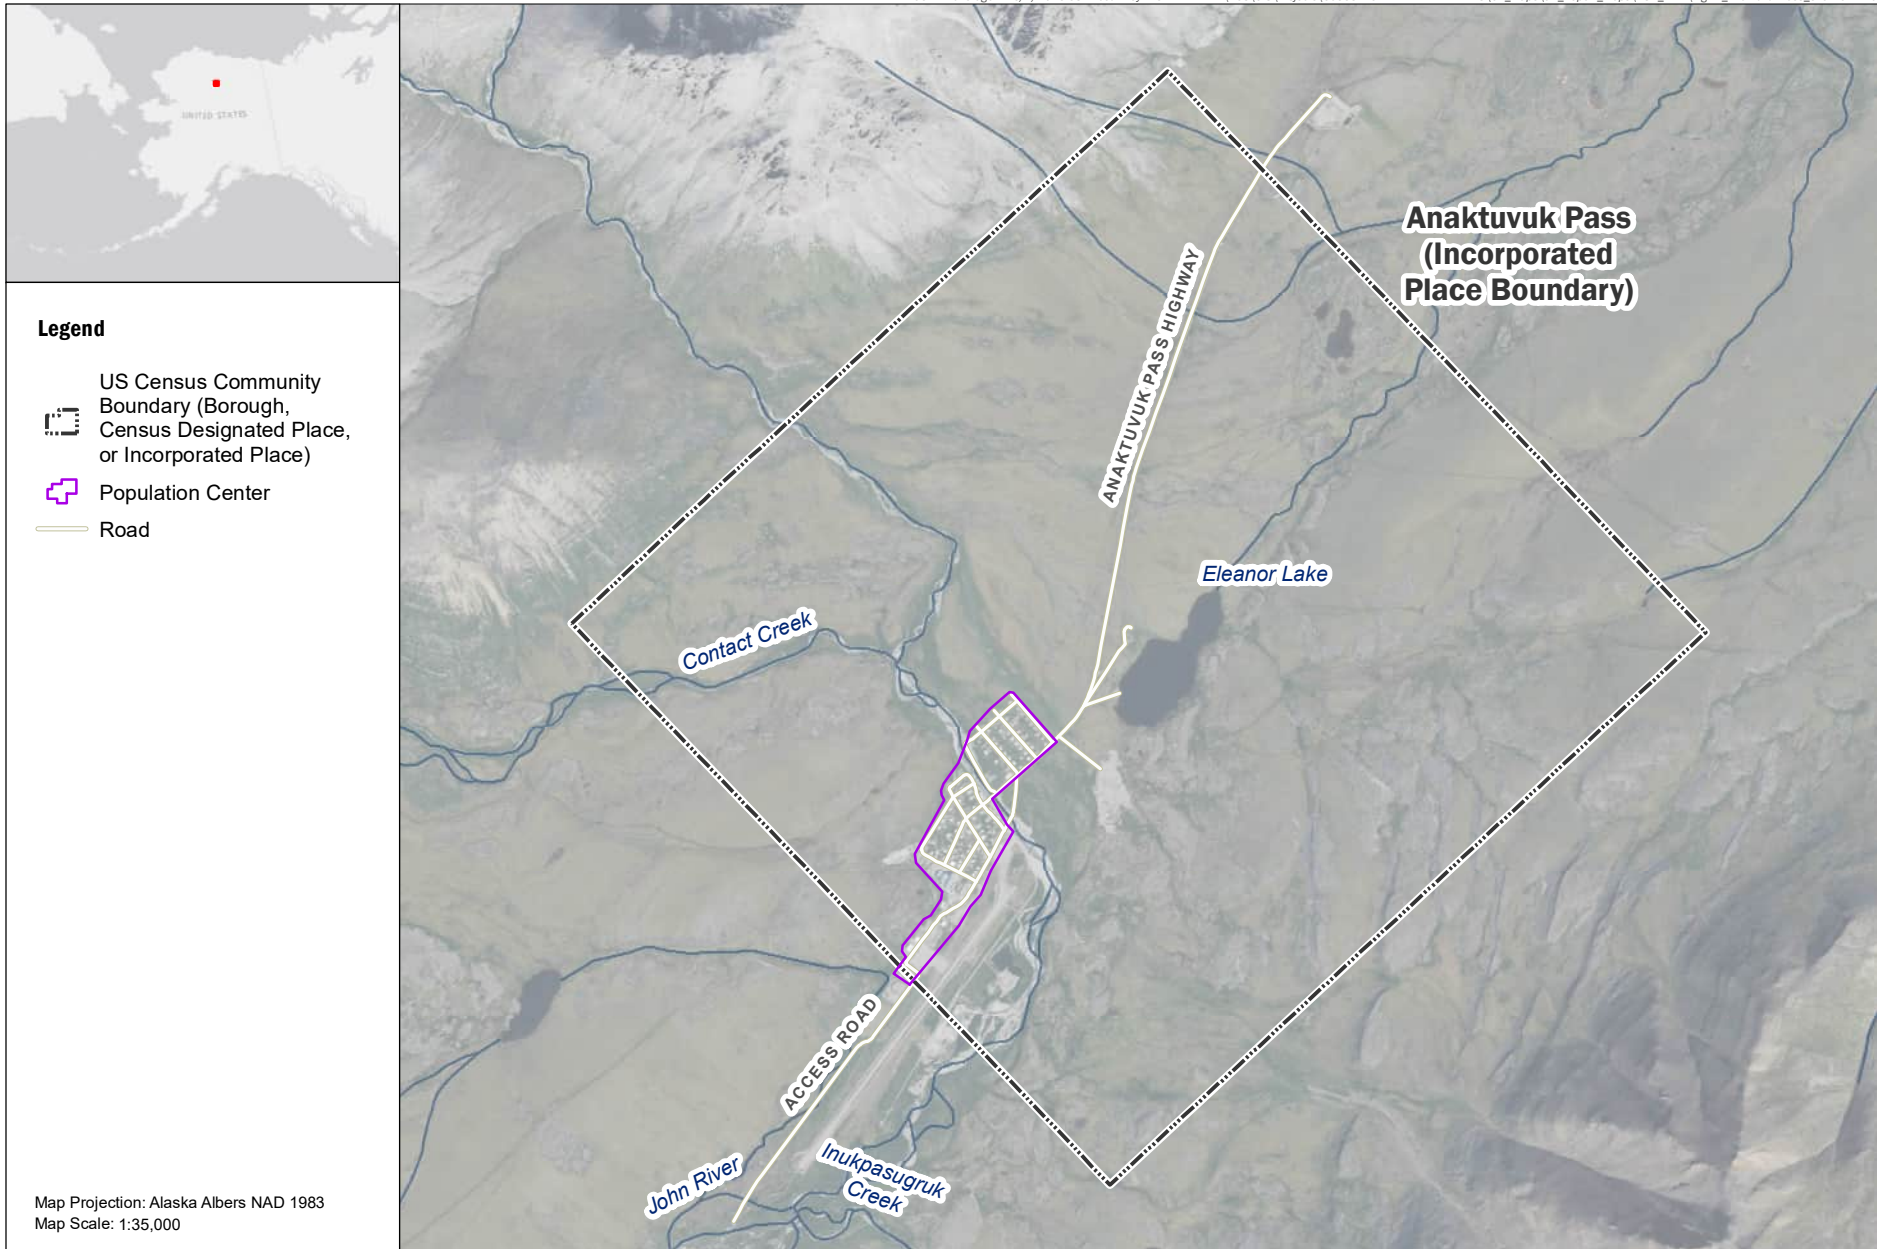 UNITED STATES
Legend
US Census Community
Boundary (Borough,
Census Designated Place,
or Incorporated Place)
Population Center
Road
Map Projection: Alaska Albers NAD 1983
Map Scale: 1:35,000
Anaktuvuk Pass
(Incorporated
Place Boundary)
ANAKTUVUK PASS HIGHWAY
Eleanor Lake
Contact Creek
ACCESS ROAD
John River
Inukpasugruk
Creek